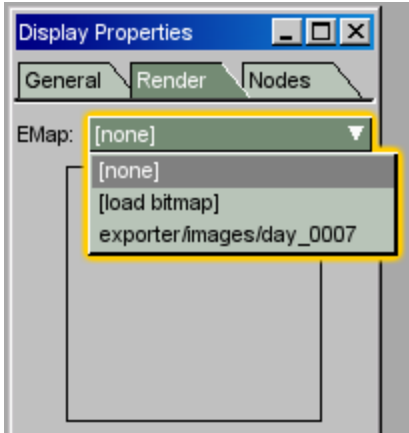 Display Properties
General Render Nodes
EMap: [none]
[none]
[load bitmap]
exporter/images/day_0007